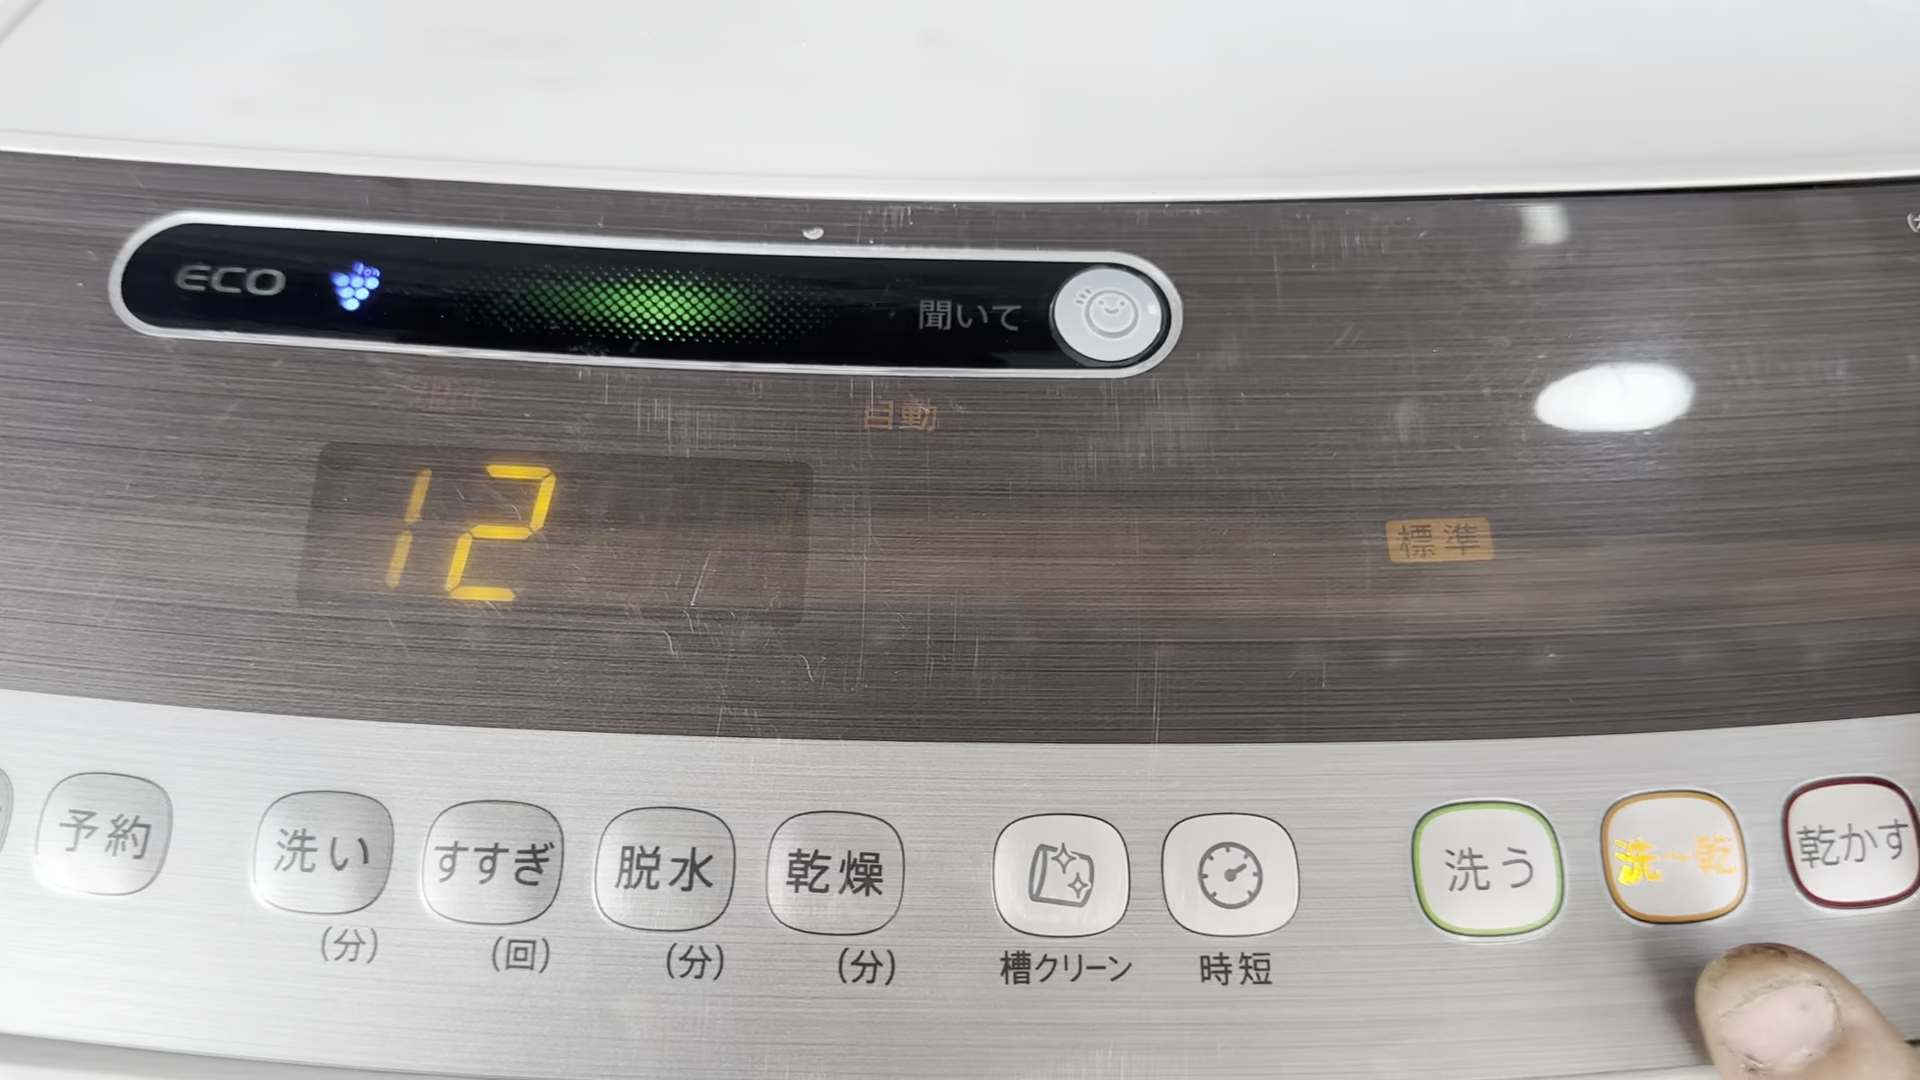 ECO
聞いて
自動
12
標準
予約
洗い
(分)
すすぎ
(回)
脱水
(分)
乾燥
(分)
槽クリーン
時短
洗う
洗~乾
乾かす